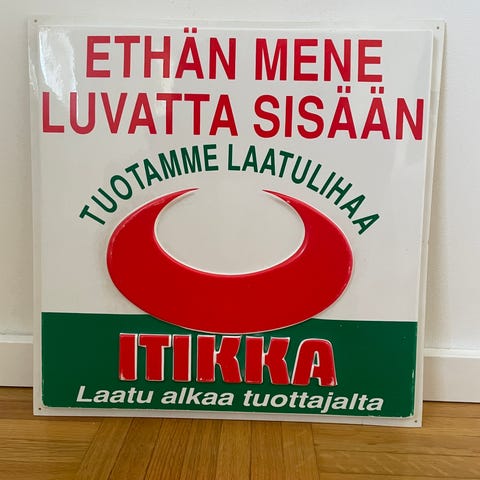 ETHÄN MENE
LUVATTA SISÄÄN
TUOTAMME LAATULIHAA
ITIKKA
Laatu alkaa tuottajalta